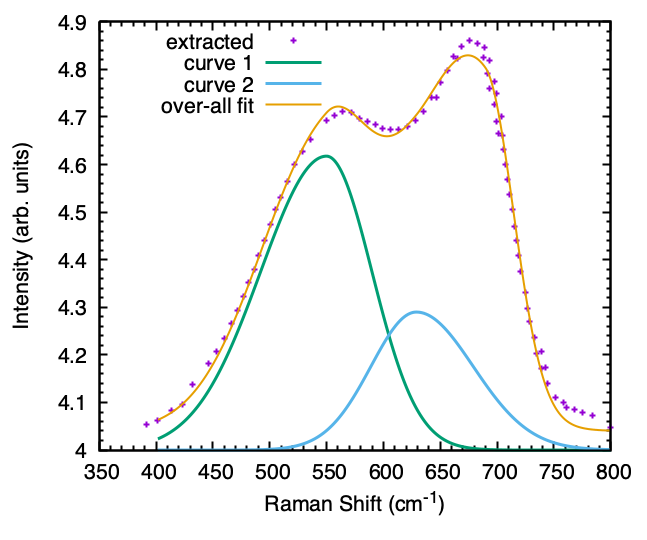 4.9
4.8
4.7
4.6
4.5
4.4
4.3
4.2
4.1
4
Intensity (arb. units)
extracted
curve 1
curve 2
over-all fit
350 400 450 500 550 600 650 700 750 800
Raman Shift (cm⁻¹)